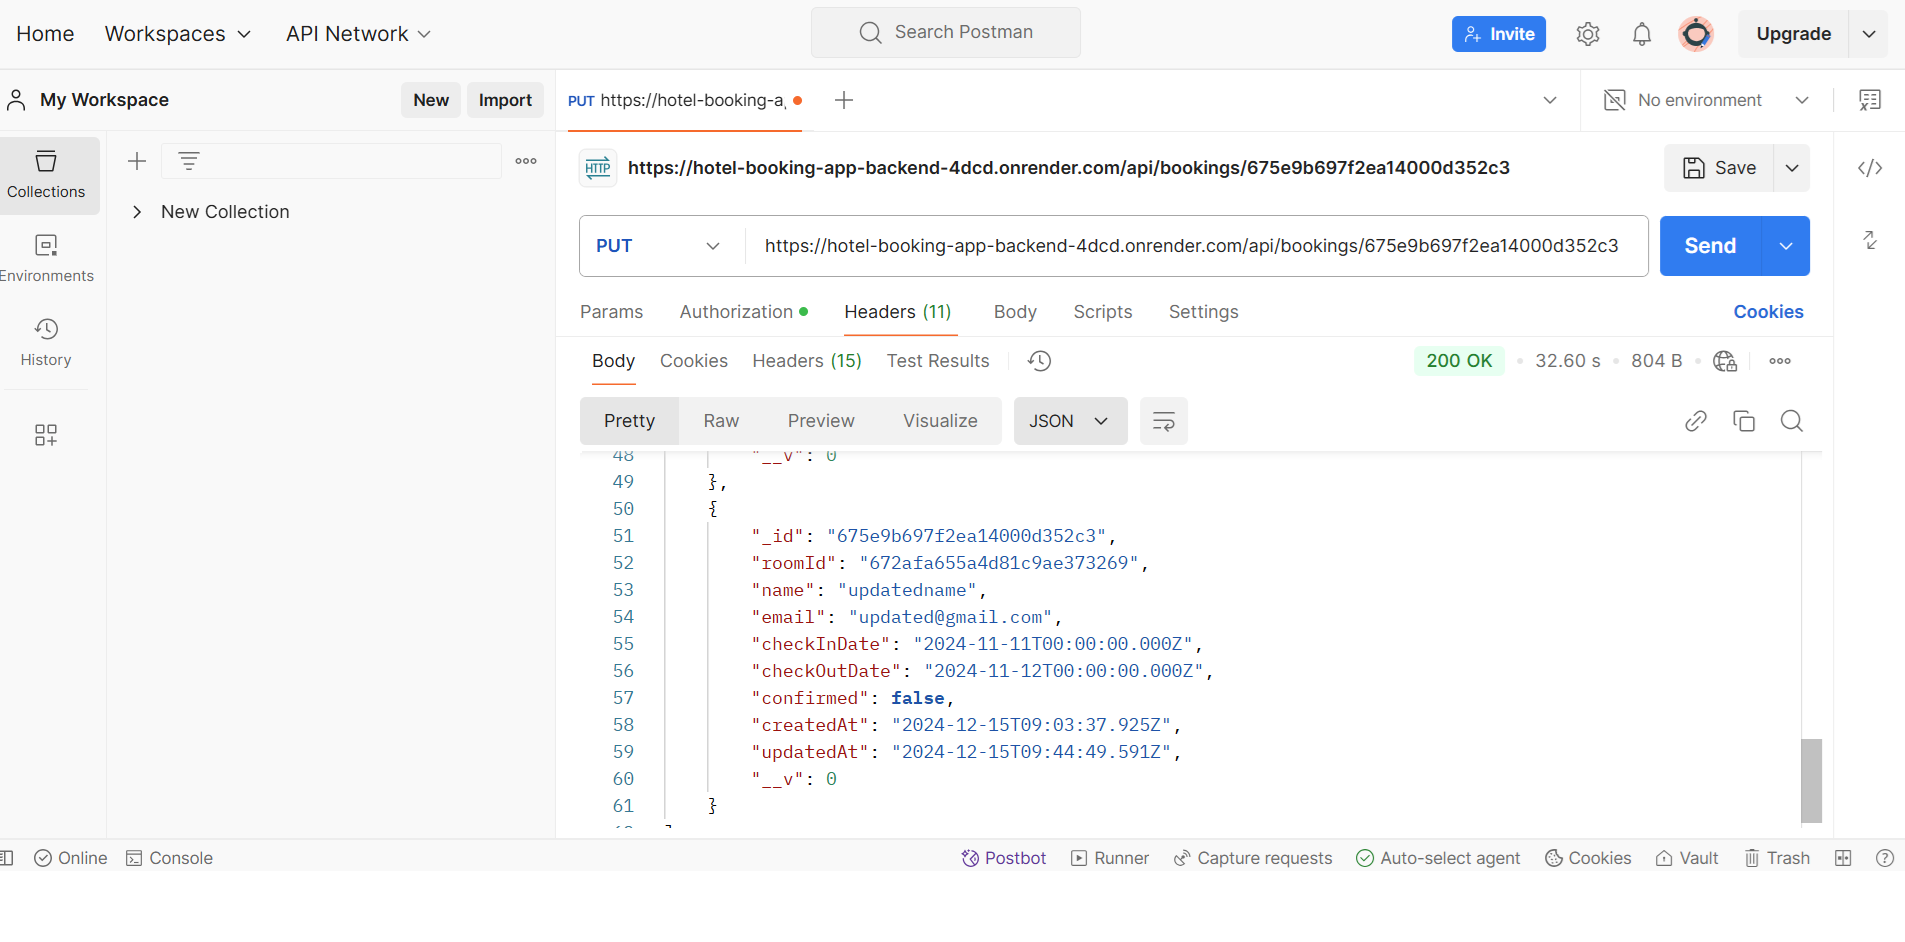 Home Workspaces API Network Search Postman Invite Upgrade
My Workspace New Import PUT https://hotel-booking-a No environment
Collections
HTTP https://hotel-booking-app-backend-4dcd.onrender.com/api/bookings/675e9b697f2ea14000d352c3 Save </>
New Collection
PUT https://hotel-booking-app-backend-4dcd.onrender.com/api/bookings/675e9b697f2ea14000d352c3 Send
Environments
Params Authorization Headers (11) Body Scripts Settings Cookies
History
Body Cookies Headers (15) Test Results 200 OK • 32.60 s • 804 B
Pretty Raw Preview Visualize JSON
48 "__v": 0
49 },
50 {
51 "_id": "675e9b697f2ea14000d352c3",
52 "roomId": "672afa655a4d81c9ae373269",
53 "name": "updatedname",
54 "email": "updated@gmail.com",
55 "checkInDate": "2024-11-11T00:00:00.000Z",
56 "checkOutDate": "2024-11-12T00:00:00.000Z",
57 "confirmed": false,
58 "createdAt": "2024-12-15T09:03:37.925Z",
59 "updatedAt": "2024-12-15T09:44:49.591Z",
60 "__v": 0
61 }
Online Console Postbot Runner Capture requests Auto-select agent Cookies Vault Trash